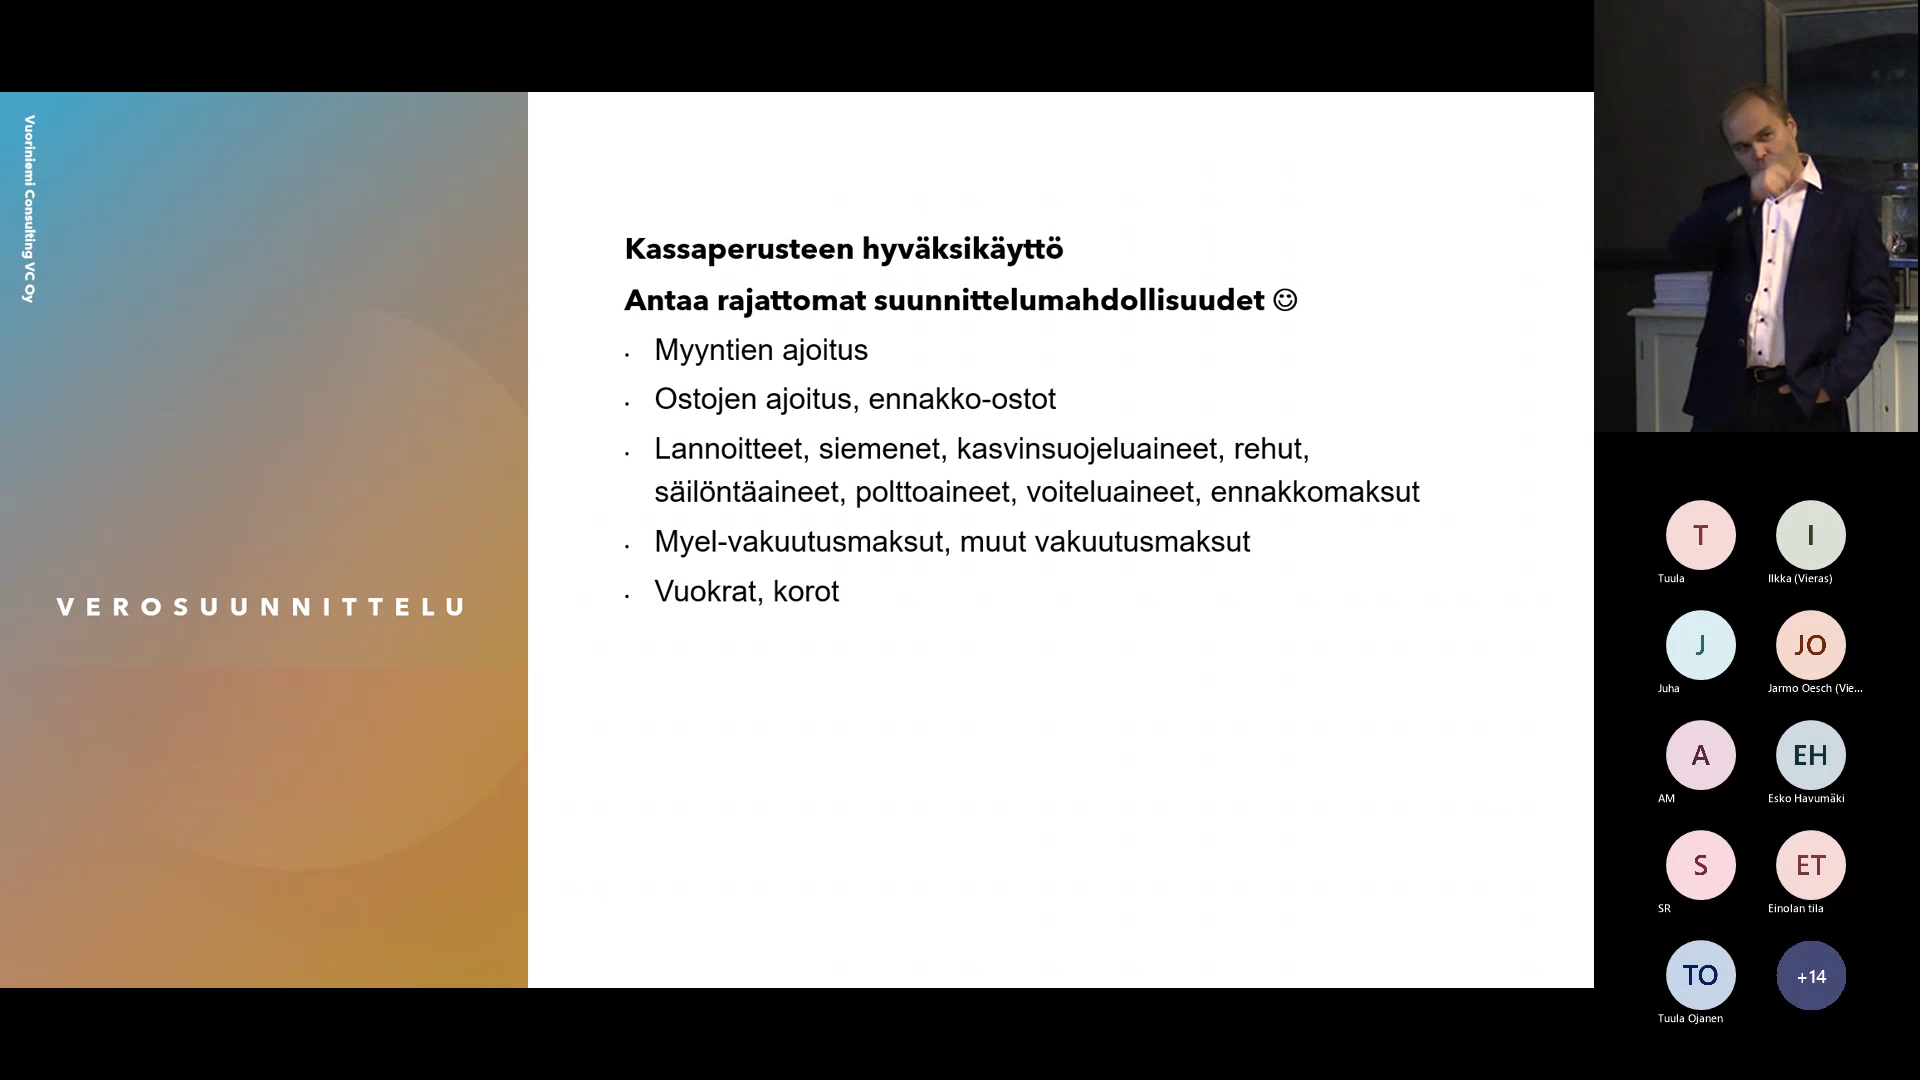 Vuoriniemi Consulting VC Oy
VEROSUUNNITTELU
Kassaperusteen hyväksikäyttö
Antaa rajattomat suunnittelumahdollisuudet ☺
• Myyntien ajoitus
• Ostojen ajoitus, ennakko-ostot
• Lannoitteet, siemenet, kasvinsuojeluaineet, rehut,
säilöntäaineet, polttoaineet, voiteluaineet, ennakkomaksut
• Myel-vakuutusmaksut, muut vakuutusmaksut
• Vuokrat, korot
T
Tuula
I
Ilkka (Vieras)
J
Juha
JO
Jarmo Oesch (Vie...
A
AM
EH
Esko Havumäki
S
SR
ET
Einolan tila
TO
Tuula Ojanen
+14